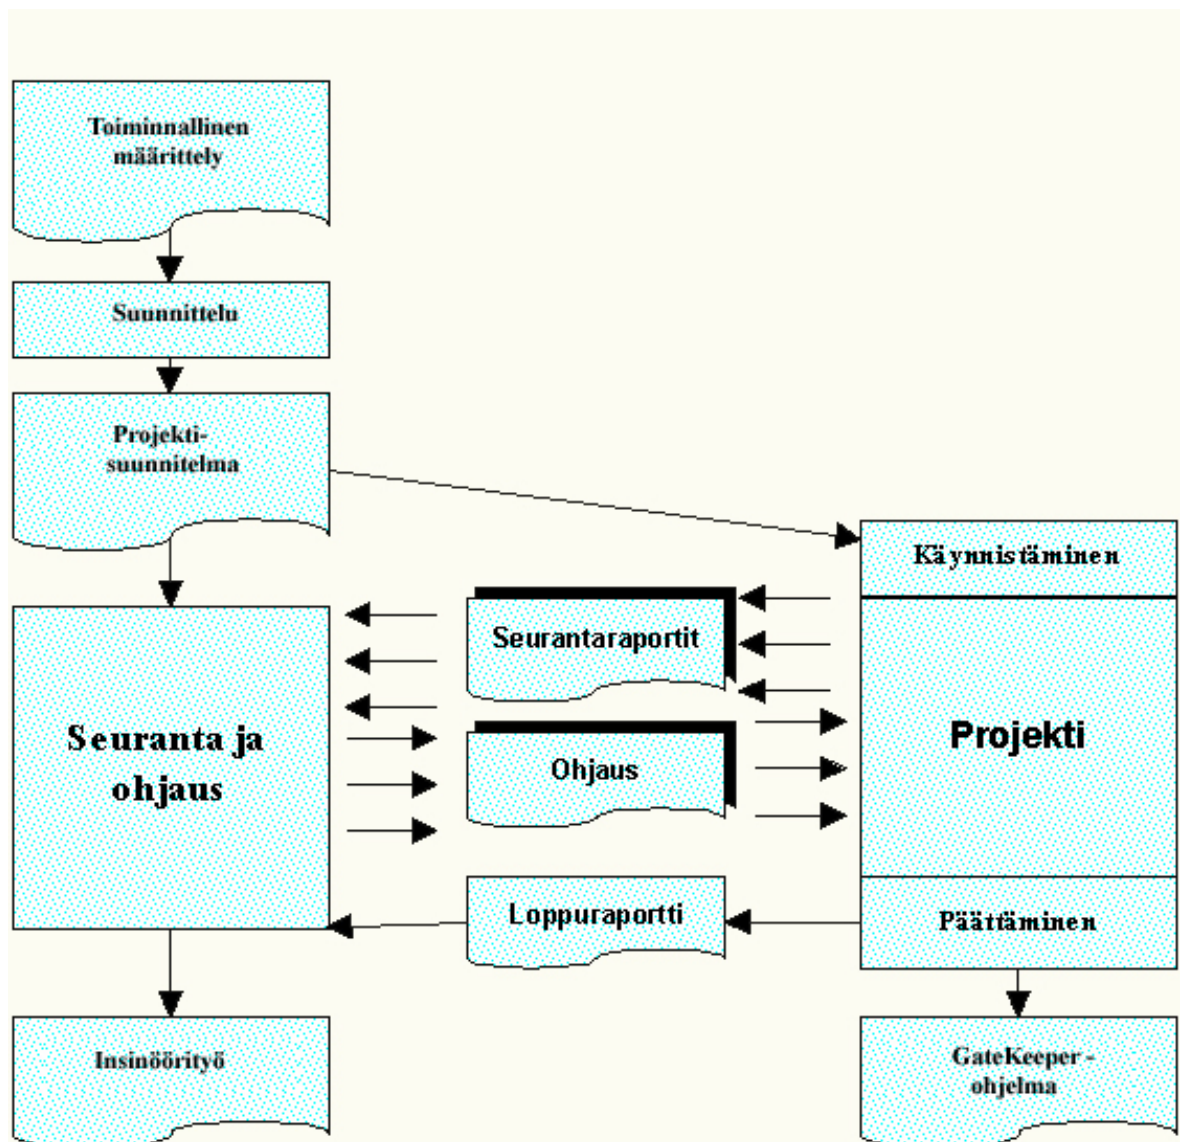 Toiminnallinen
määrittely
Suunnittelu
Projekti-
suunnitelma
Käynnistäminen
Seurantaraportit
Seuranta ja
ohjaus
Ohjaus
Projekti
Loppuraportti
Päättäminen
Insinöörityö
GateKeeper -
ohjelma